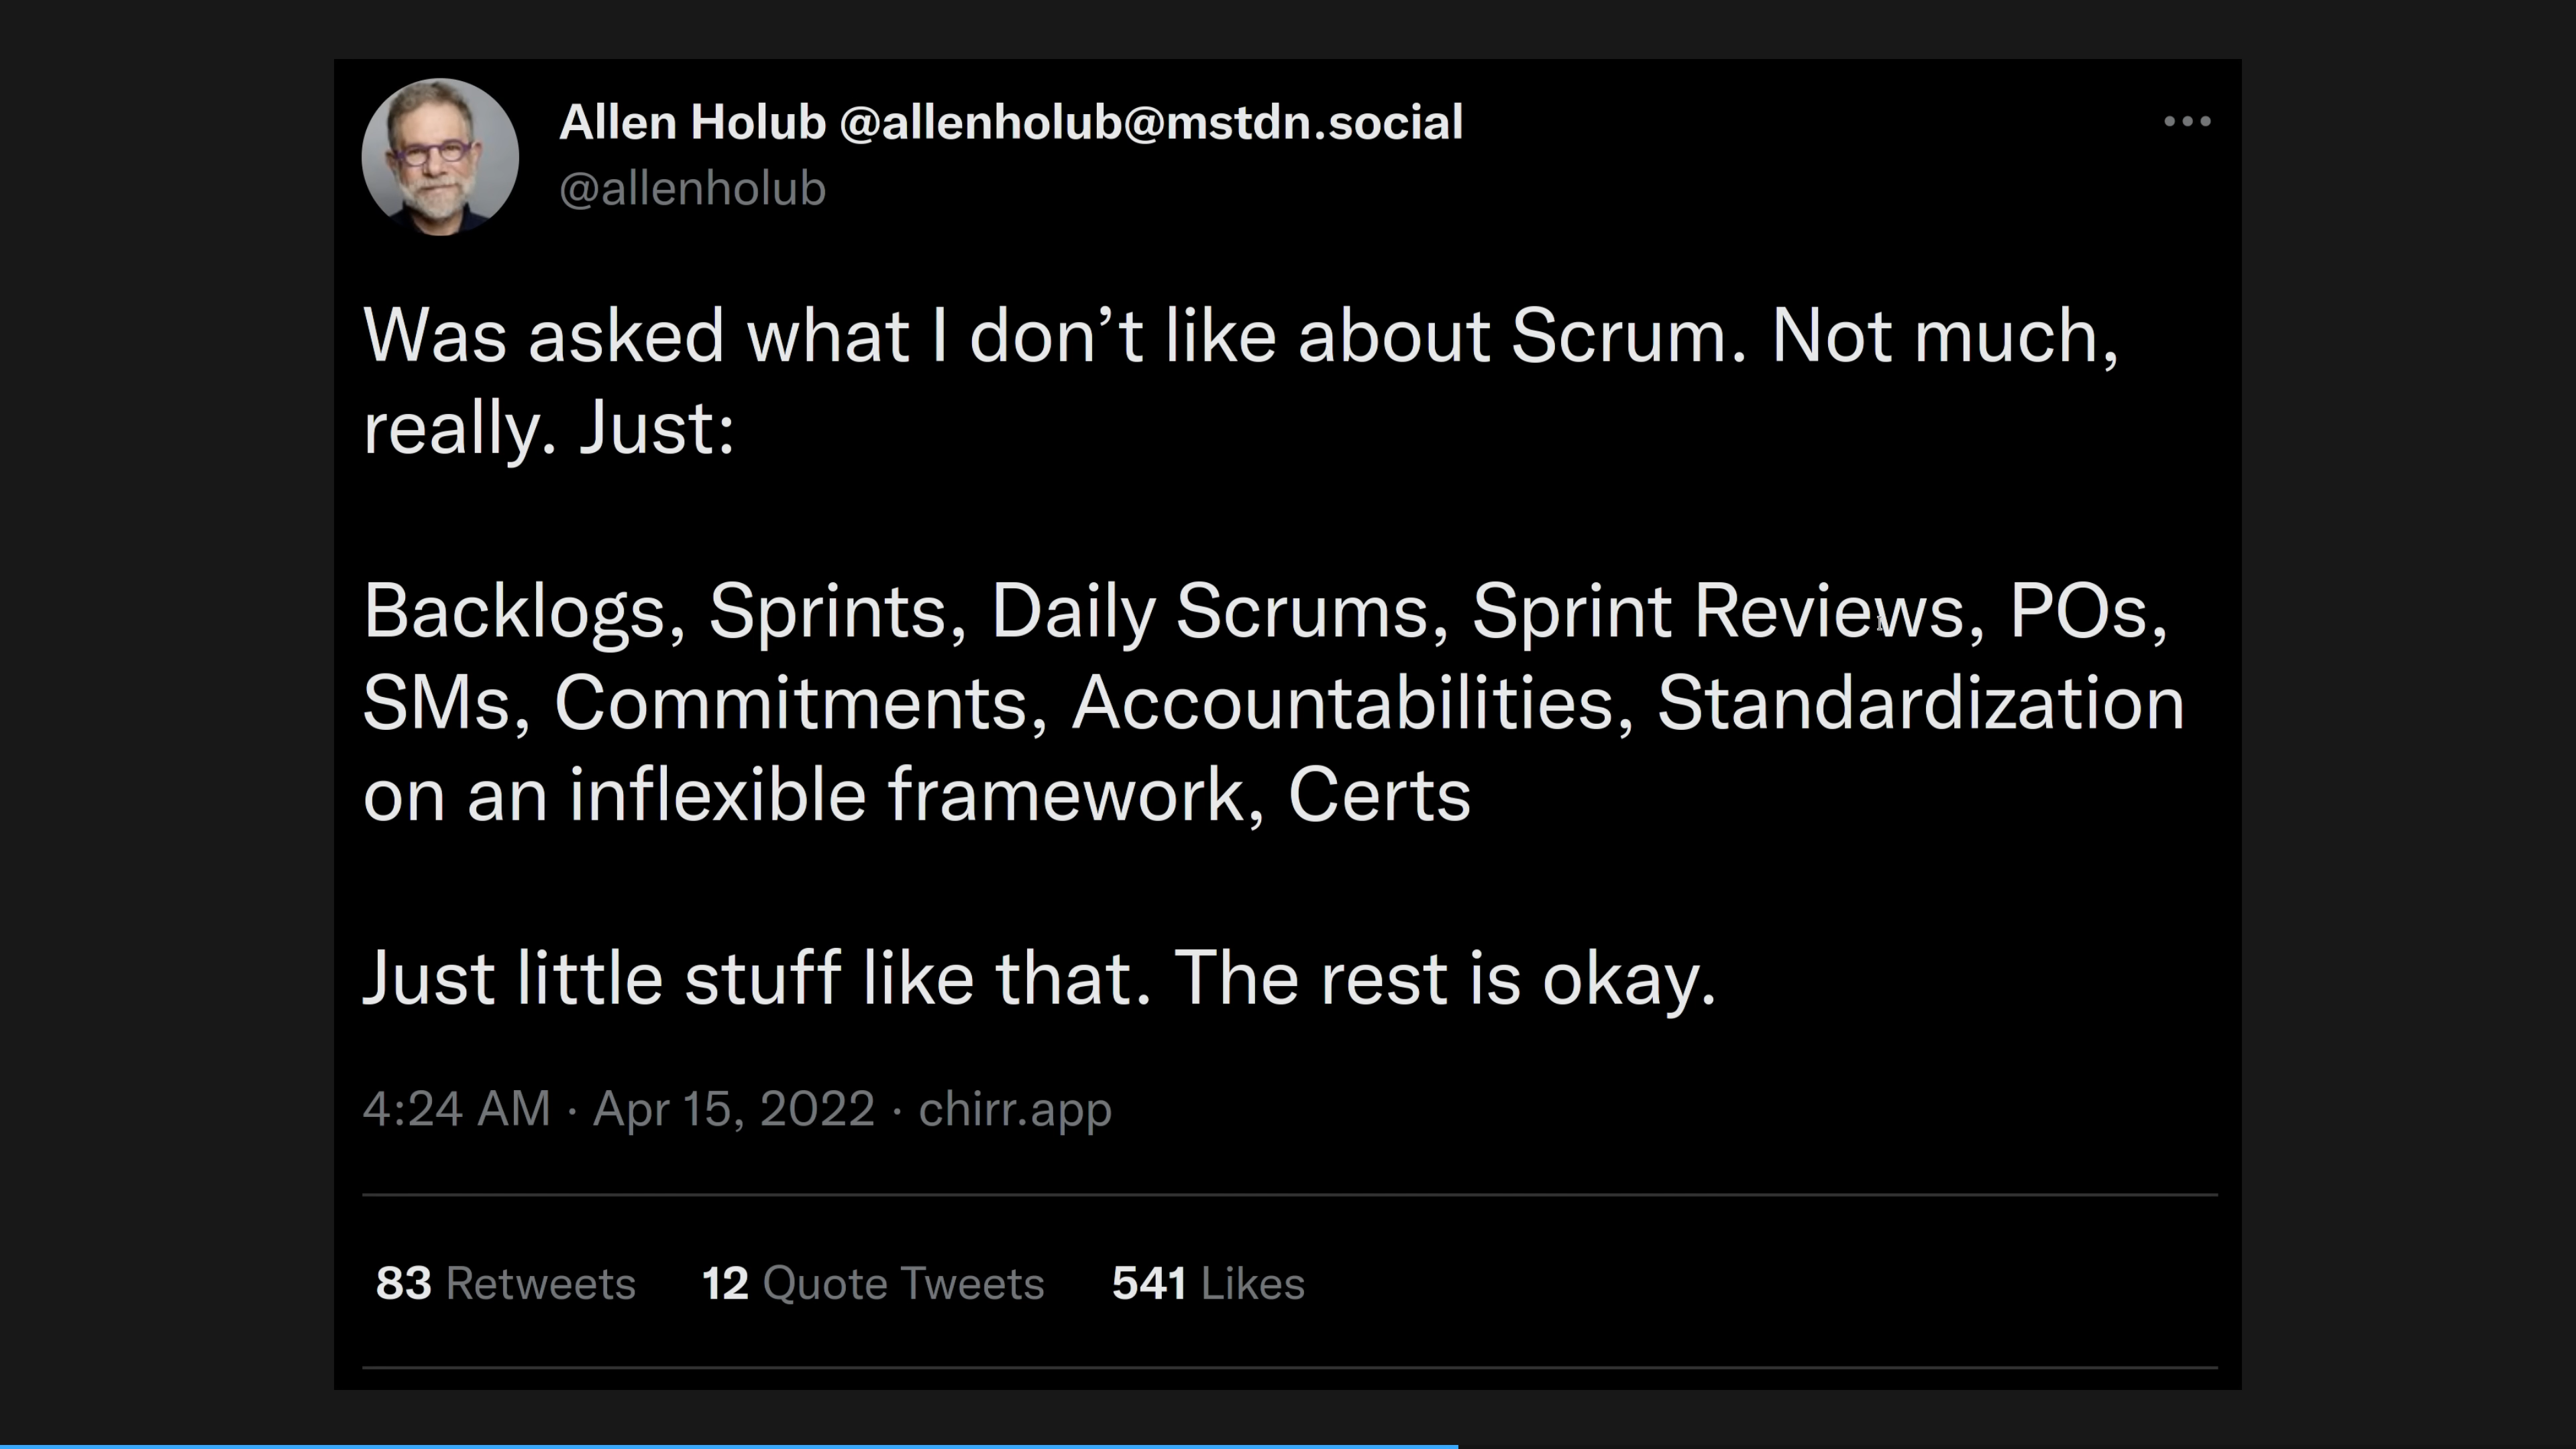 Allen Holub @allenholub@mstdn.social
@allenholub
Was asked what I don’t like about Scrum. Not much,
really. Just:
Backlogs, Sprints, Daily Scrums, Sprint Reviews, POs,
SMs, Commitments, Accountabilities, Standardization
on an inflexible framework, Certs
Just little stuff like that. The rest is okay.
4:24 AM · Apr 15, 2022 · chirr.app
83 Retweets 12 Quote Tweets 541 Likes